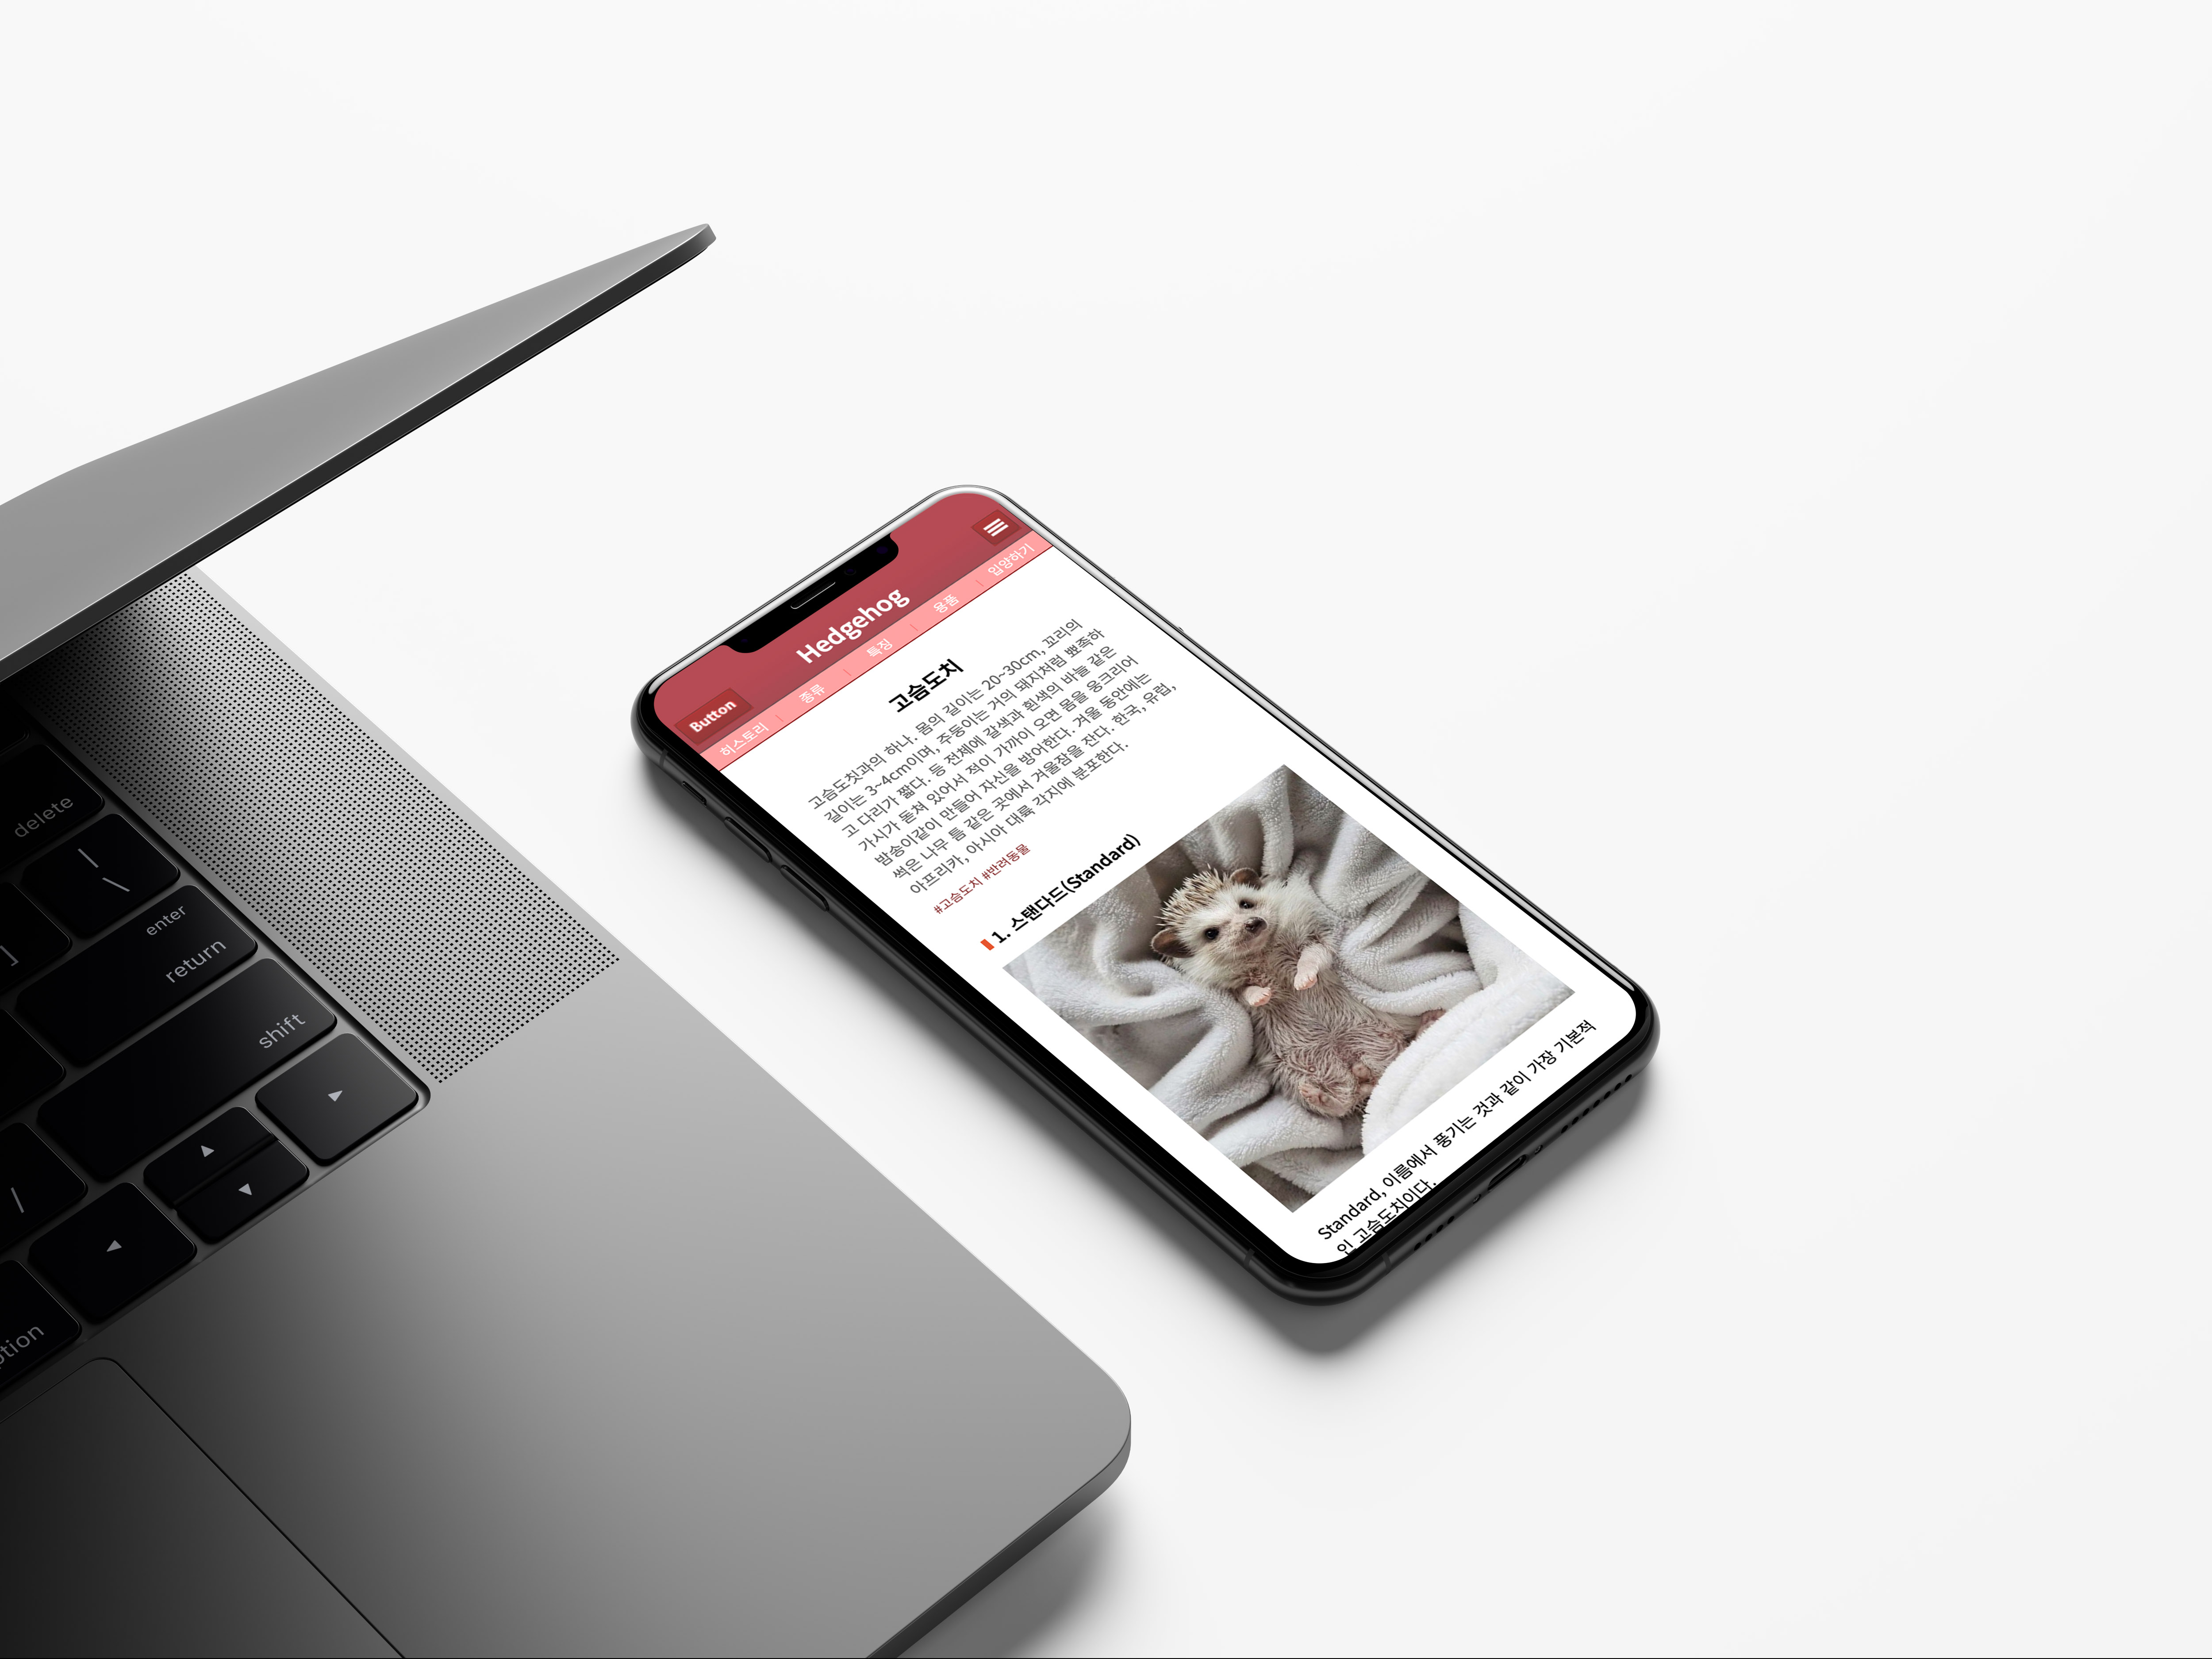 Button
Hedgehog
히스토리 종류 특징 용품 입양하기
고슴도치
고슴도칫과의 하나. 몸의 길이는 20~30cm, 꼬리의
길이는 3~4cm이며, 주둥이는 거의 돼지처럼 뾰족하
고 다리가 짧다. 등 전체에 갈색과 흰색의 바늘 같은
가시가 돋쳐 있어서 적이 가까이 오면 몸을 웅크리어
밤송이같이 만들어 자신을 방어한다. 겨울 동안에는
썩은 나무 틈 같은 곳에서 겨울잠을 잔다. 한국, 유럽,
아프리카, 아시아 대륙 각지에 분포한다.
#고슴도치 #반려동물
1. 스탠다드(Standard)
Standard, 이름에서 풍기는 것과 같이 가장 기본적
인 고슴도치이다.
delete
|
\
]
enter
return
shift
/
ption